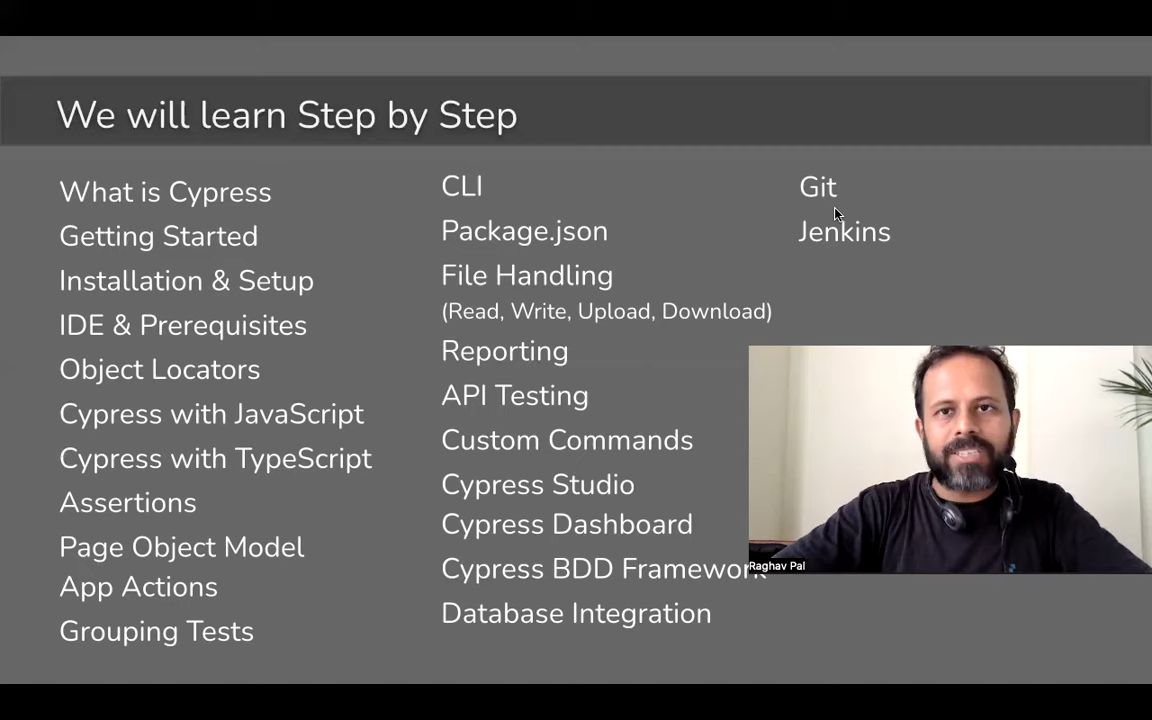 We will learn Step by Step
What is Cypress
Getting Started
Installation & Setup
IDE & Prerequisites
Object Locators
Cypress with JavaScript
Cypress with TypeScript
Assertions
Page Object Model
App Actions
Grouping Tests
CLI
Package.json
File Handling
(Read, Write, Upload, Download)
Reporting
API Testing
Custom Commands
Cypress Studio
Cypress Dashboard
Cypress BDD Framework
Database Integration
Git
Jenkins
Raghav Pal